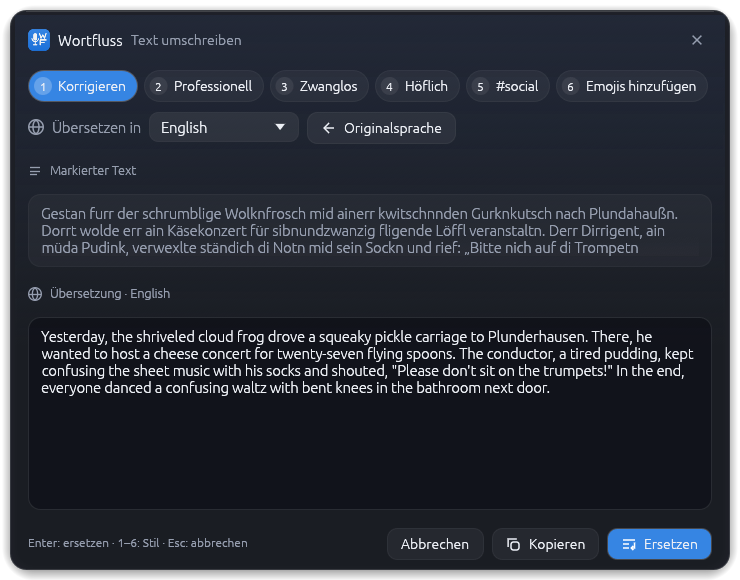 Wortfluss Text umschreiben
1 Korrigieren 2 Professionell 3 Zwanglos 4 Höflich 5 #social 6 Emojis hinzufügen
Übersetzen in English Originalsprache
Markierter Text
Gestan furr der schrumblige Wolknfrosch mid ainerr kwitschnnden Gurknkutsch nach Plundahaußn.
Dorrt wolde err ain Käsekonzert für sibnundzwanzig fligende Löffl veranstaltn. Derr Dirrigent, ain
müda Pudink, verwexlte ständich di Notn mid sein Sockn und rief: „Bitte nich auf di Trompetn
Übersetzung · English
Yesterday, the shriveled cloud frog drove a squeaky pickle carriage to Plunderhausen. There, he
wanted to host a cheese concert for twenty-seven flying spoons. The conductor, a tired pudding, kept
confusing the sheet music with his socks and shouted, "Please don't sit on the trumpets!" In the end,
everyone danced a confusing waltz with bent knees in the bathroom next door.
Enter: ersetzen · 1–6: Stil · Esc: abbrechen
Abbrechen Kopieren Ersetzen